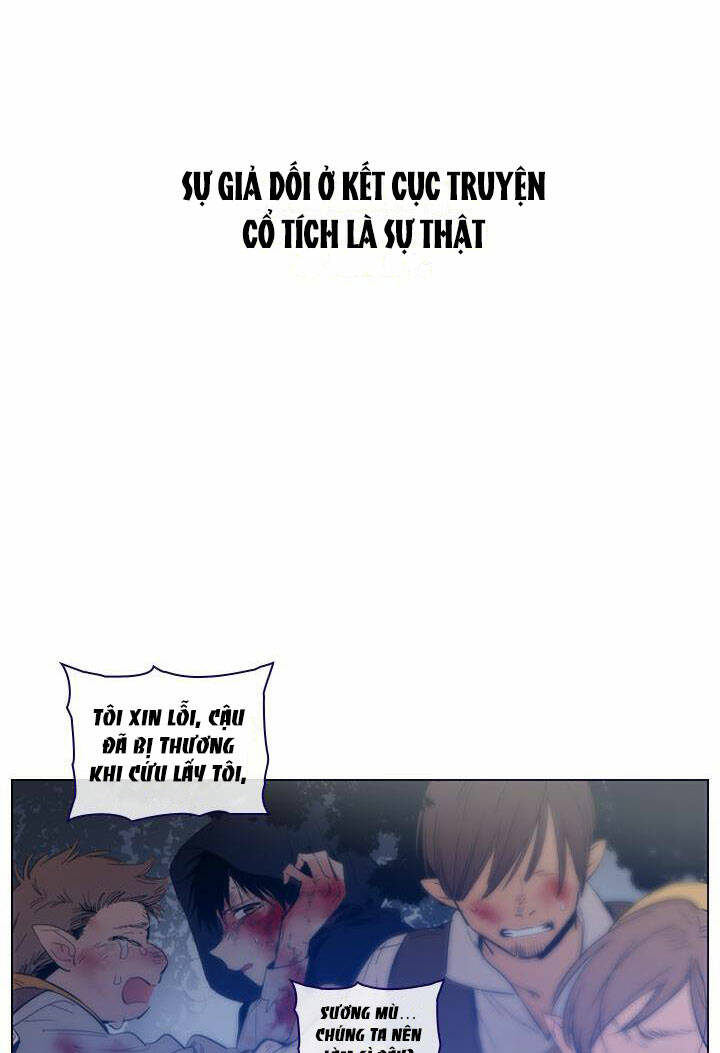 SỰ GIẢ DỐI Ở KẾT CỤC TRUYỆN
CỔ TÍCH LÀ SỰ THẬT
TÔI XIN LỖI, CẬU
ĐÃ BỊ THƯƠNG
KHI CỨU LẤY TÔI,
SƯƠNG MÙ...
CHÚNG TA NÊN